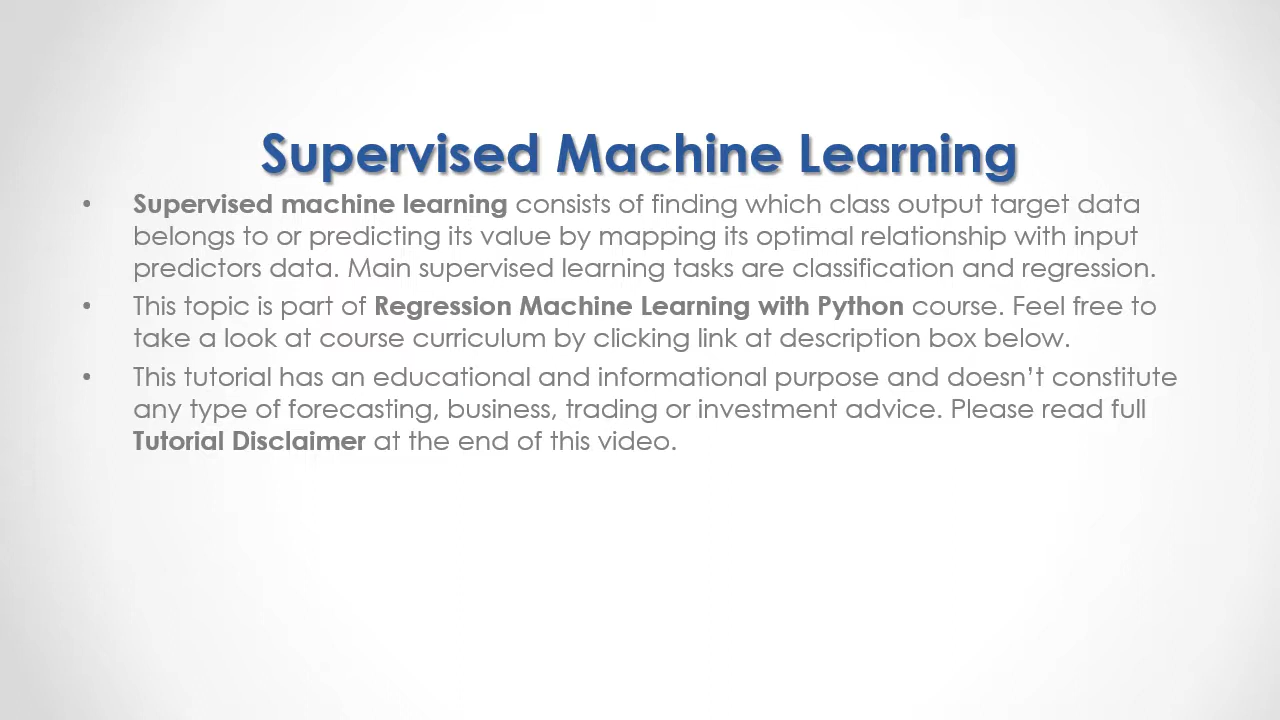 Supervised Machine Learning
• Supervised machine learning consists of finding which class output target data
belongs to or predicting its value by mapping its optimal relationship with input
predictors data. Main supervised learning tasks are classification and regression.
• This topic is part of Regression Machine Learning with Python course. Feel free to
take a look at course curriculum by clicking link at description box below.
• This tutorial has an educational and informational purpose and doesn’t constitute
any type of forecasting, business, trading or investment advice. Please read full
Tutorial Disclaimer at the end of this video.